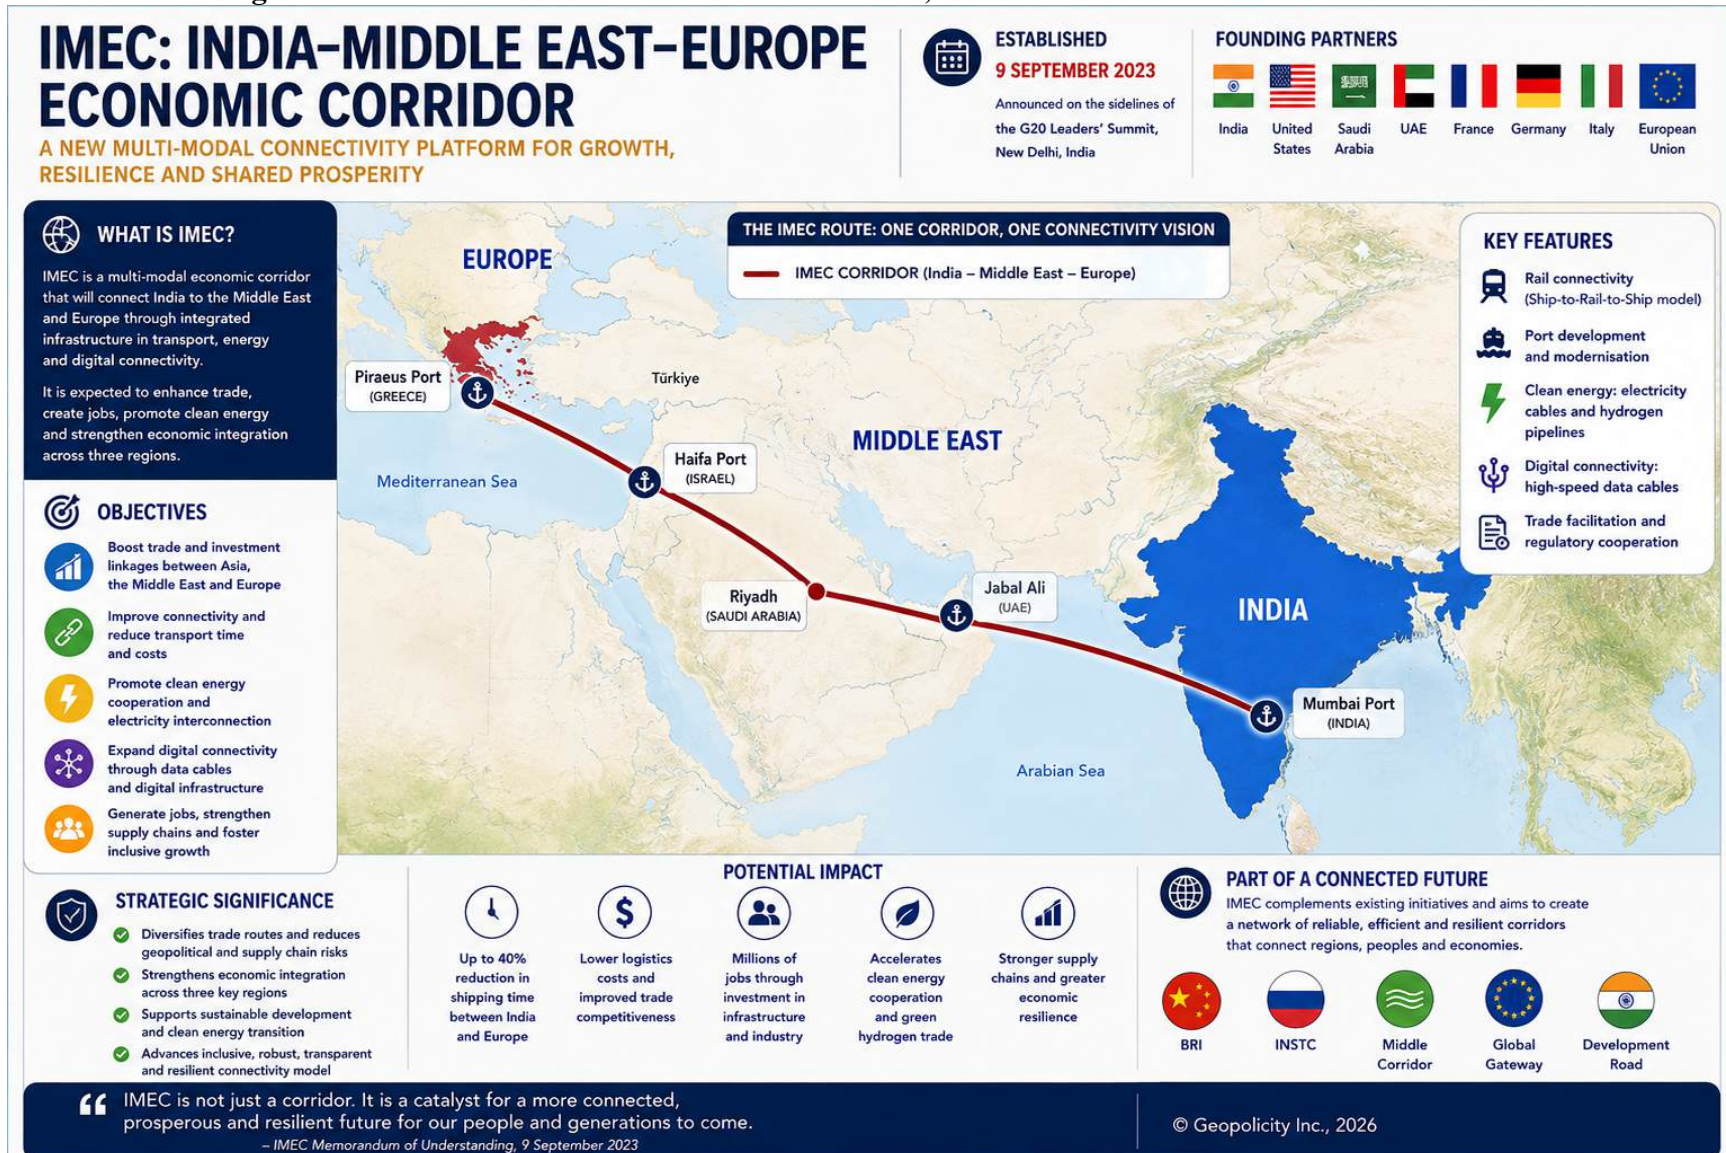 IMEC: INDIA–MIDDLE EAST–EUROPE
ECONOMIC CORRIDOR
A NEW MULTI-MODAL CONNECTIVITY PLATFORM FOR GROWTH,
RESILIENCE AND SHARED PROSPERITY
ESTABLISHED
9 SEPTEMBER 2023
Announced on the sidelines of
the G20 Leaders' Summit,
New Delhi, India
FOUNDING PARTNERS
India
United
States
Saudi
Arabia
UAE
France
Germany
Italy
European
Union
WHAT IS IMEC?
IMEC is a multi-modal economic corridor
that will connect India to the Middle East
and Europe through integrated
infrastructure in transport, energy
and digital connectivity.
It is expected to enhance trade,
create jobs, promote clean energy
and strengthen economic integration
across three regions.
OBJECTIVES
Boost trade and investment
linkages between Asia,
the Middle East and Europe
Improve connectivity and
reduce transport time
and costs
Promote clean energy
cooperation and
electricity interconnection
Expand digital connectivity
through data cables
and digital infrastructure
Generate jobs, strengthen
supply chains and foster
inclusive growth
THE IMEC ROUTE: ONE CORRIDOR, ONE CONNECTIVITY VISION
IMEC CORRIDOR (India – Middle East – Europe)
EUROPE
Piraeus Port
(GREECE)
Türkiye
MIDDLE EAST
Mediterranean Sea
Haifa Port
(ISRAEL)
Riyadh
(SAUDI ARABIA)
Jabal Ali
(UAE)
INDIA
Mumbai Port
(INDIA)
Arabian Sea
KEY FEATURES
Rail connectivity
(Ship-to-Rail-to-Ship model)
Port development
and modernisation
Clean energy: electricity
cables and hydrogen
pipelines
Digital connectivity:
high-speed data cables
Trade facilitation and
regulatory cooperation
STRATEGIC SIGNIFICANCE
Diversifies trade routes and reduces
geopolitical and supply chain risks
Strengthens economic integration
across three key regions
Supports sustainable development
and clean energy transition
Advances inclusive, robust, transparent
and resilient connectivity model
POTENTIAL IMPACT
Up to 40%
reduction in
shipping time
between India
and Europe
$
Lower logistics
costs and
improved trade
competitiveness
Millions of
jobs through
investment in
infrastructure
and industry
Accelerates
clean energy
cooperation
and green
hydrogen trade
Stronger supply
chains and greater
economic
resilience
PART OF A CONNECTED FUTURE
IMEC complements existing initiatives and aims to create
a network of reliable, efficient and resilient corridors
that connect regions, peoples and economies.
BRI
INSTC
Middle
Corridor
Global
Gateway
Development
Road
“ IMEC is not just a corridor. It is a catalyst for a more connected,
prosperous and resilient future for our people and generations to come.
– IMEC Memorandum of Understanding, 9 September 2023
© Geopolicity Inc., 2026